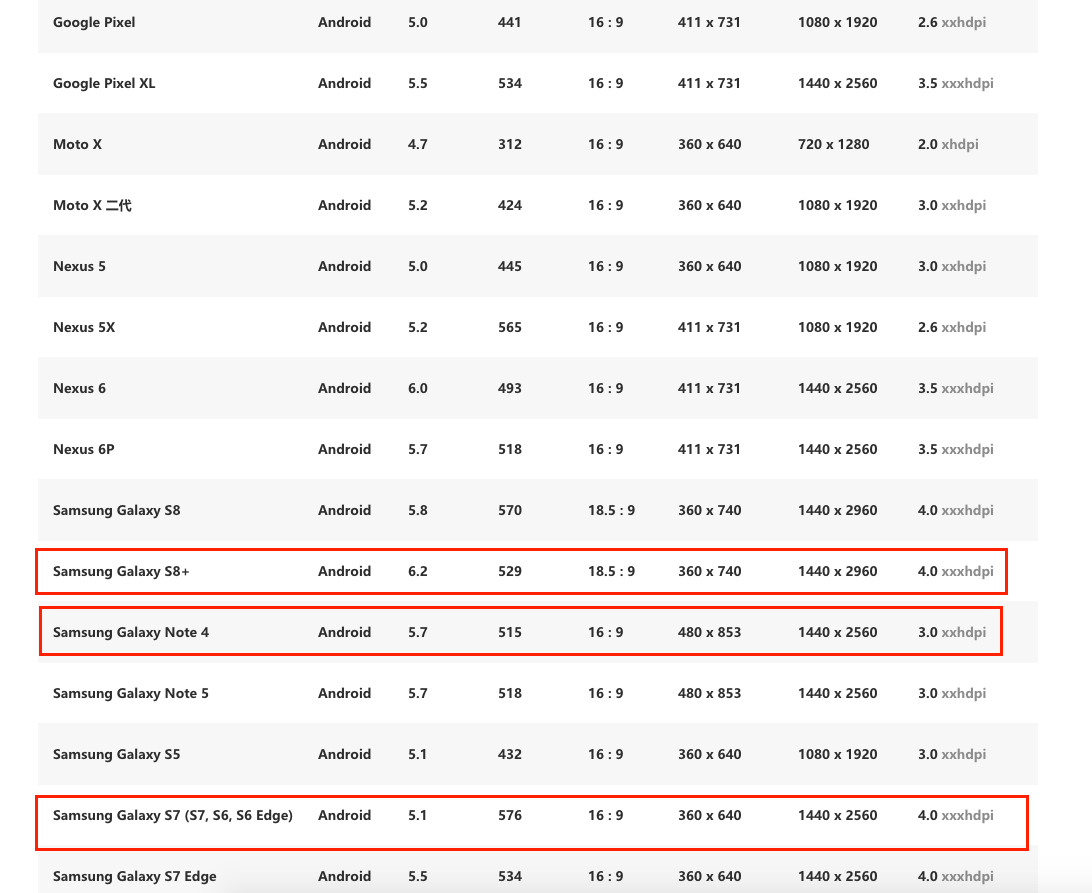 Google Pixel Android 5.0 441 16 : 9 411 x 731 1080 x 1920 2.6 xxhdpi
Google Pixel XL Android 5.5 534 16 : 9 411 x 731 1440 x 2560 3.5 xxxhdpi
Moto X Android 4.7 312 16 : 9 360 x 640 720 x 1280 2.0 xhdpi
Moto X 二代 Android 5.2 424 16 : 9 360 x 640 1080 x 1920 3.0 xxhdpi
Nexus 5 Android 5.0 445 16 : 9 360 x 640 1080 x 1920 3.0 xxhdpi
Nexus 5X Android 5.2 565 16 : 9 411 x 731 1080 x 1920 2.6 xxhdpi
Nexus 6 Android 6.0 493 16 : 9 411 x 731 1440 x 2560 3.5 xxxhdpi
Nexus 6P Android 5.7 518 16 : 9 411 x 731 1440 x 2560 3.5 xxxhdpi
Samsung Galaxy S8 Android 5.8 570 18.5 : 9 360 x 740 1440 x 2960 4.0 xxxhdpi
Samsung Galaxy S8+ Android 6.2 529 18.5 : 9 360 x 740 1440 x 2960 4.0 xxxhdpi
Samsung Galaxy Note 4 Android 5.7 515 16 : 9 480 x 853 1440 x 2560 3.0 xxhdpi
Samsung Galaxy Note 5 Android 5.7 518 16 : 9 480 x 853 1440 x 2560 3.0 xxhdpi
Samsung Galaxy S5 Android 5.1 432 16 : 9 360 x 640 1080 x 1920 3.0 xxhdpi
Samsung Galaxy S7 (S7, S6, S6 Edge) Android 5.1 576 16 : 9 360 x 640 1440 x 2560 4.0 xxxhdpi
Samsung Galaxy S7 Edge Android 5.5 534 16 : 9 360 x 640 1440 x 2560 4.0 xxxhdpi